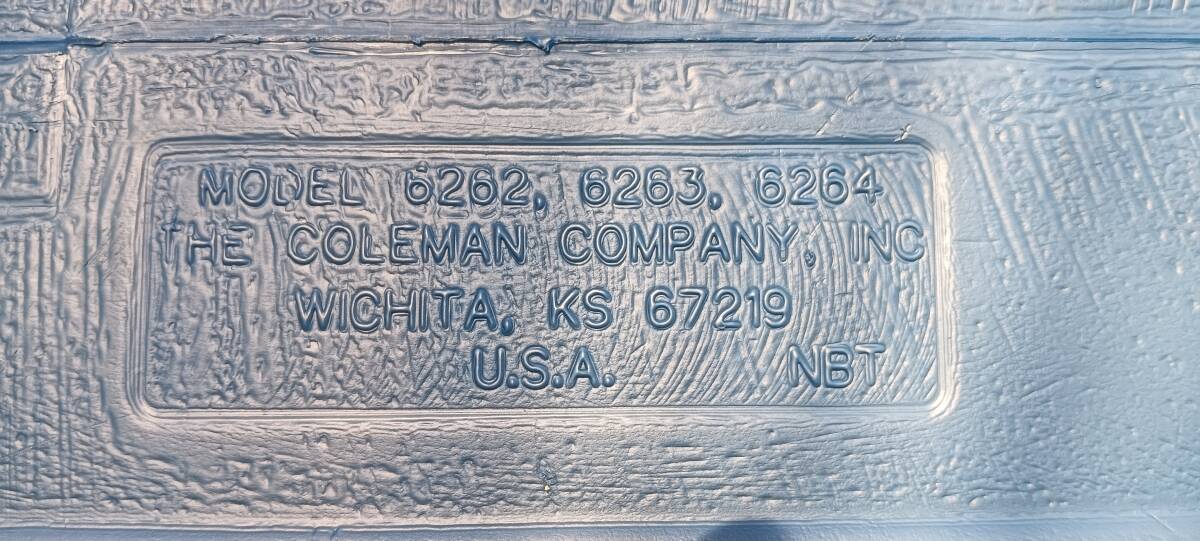 MODEL 6262, 6263, 6264
THE COLEMAN COMPANY, INC
WICHITA, KS 67219
U.S.A. NBT